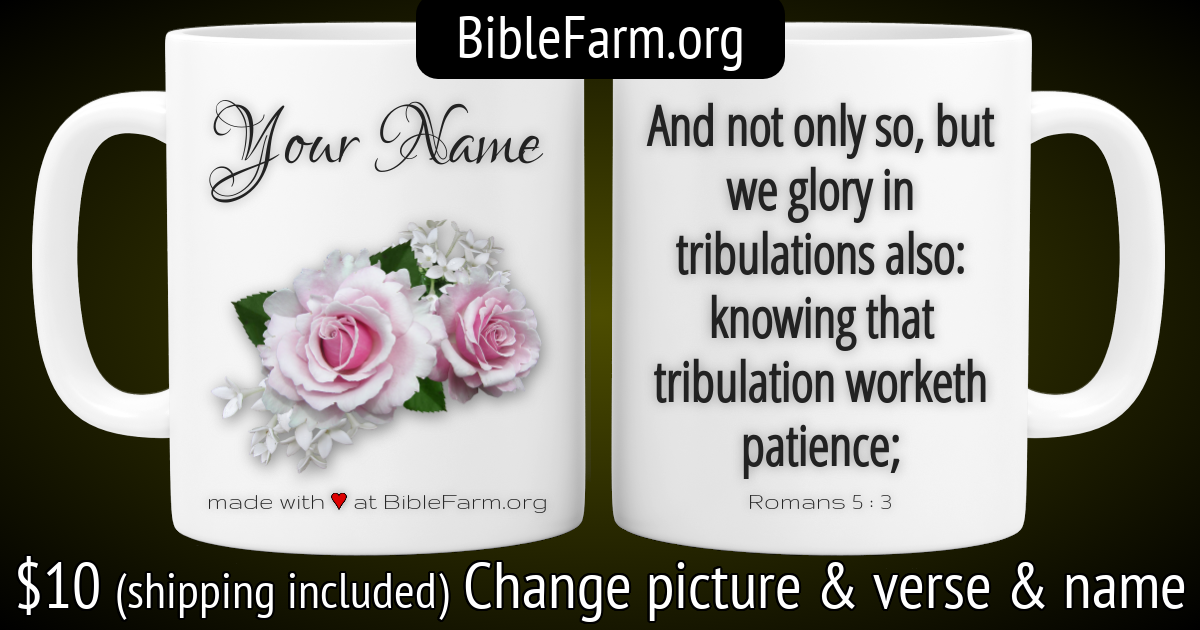 BibleFarm.org
Your Name
made with ♥ at BibleFarm.org
And not only so, but
we glory in
tribulations also:
knowing that
tribulation worketh
patience;
Romans 5 : 3
$10 (shipping included) Change picture & verse & name